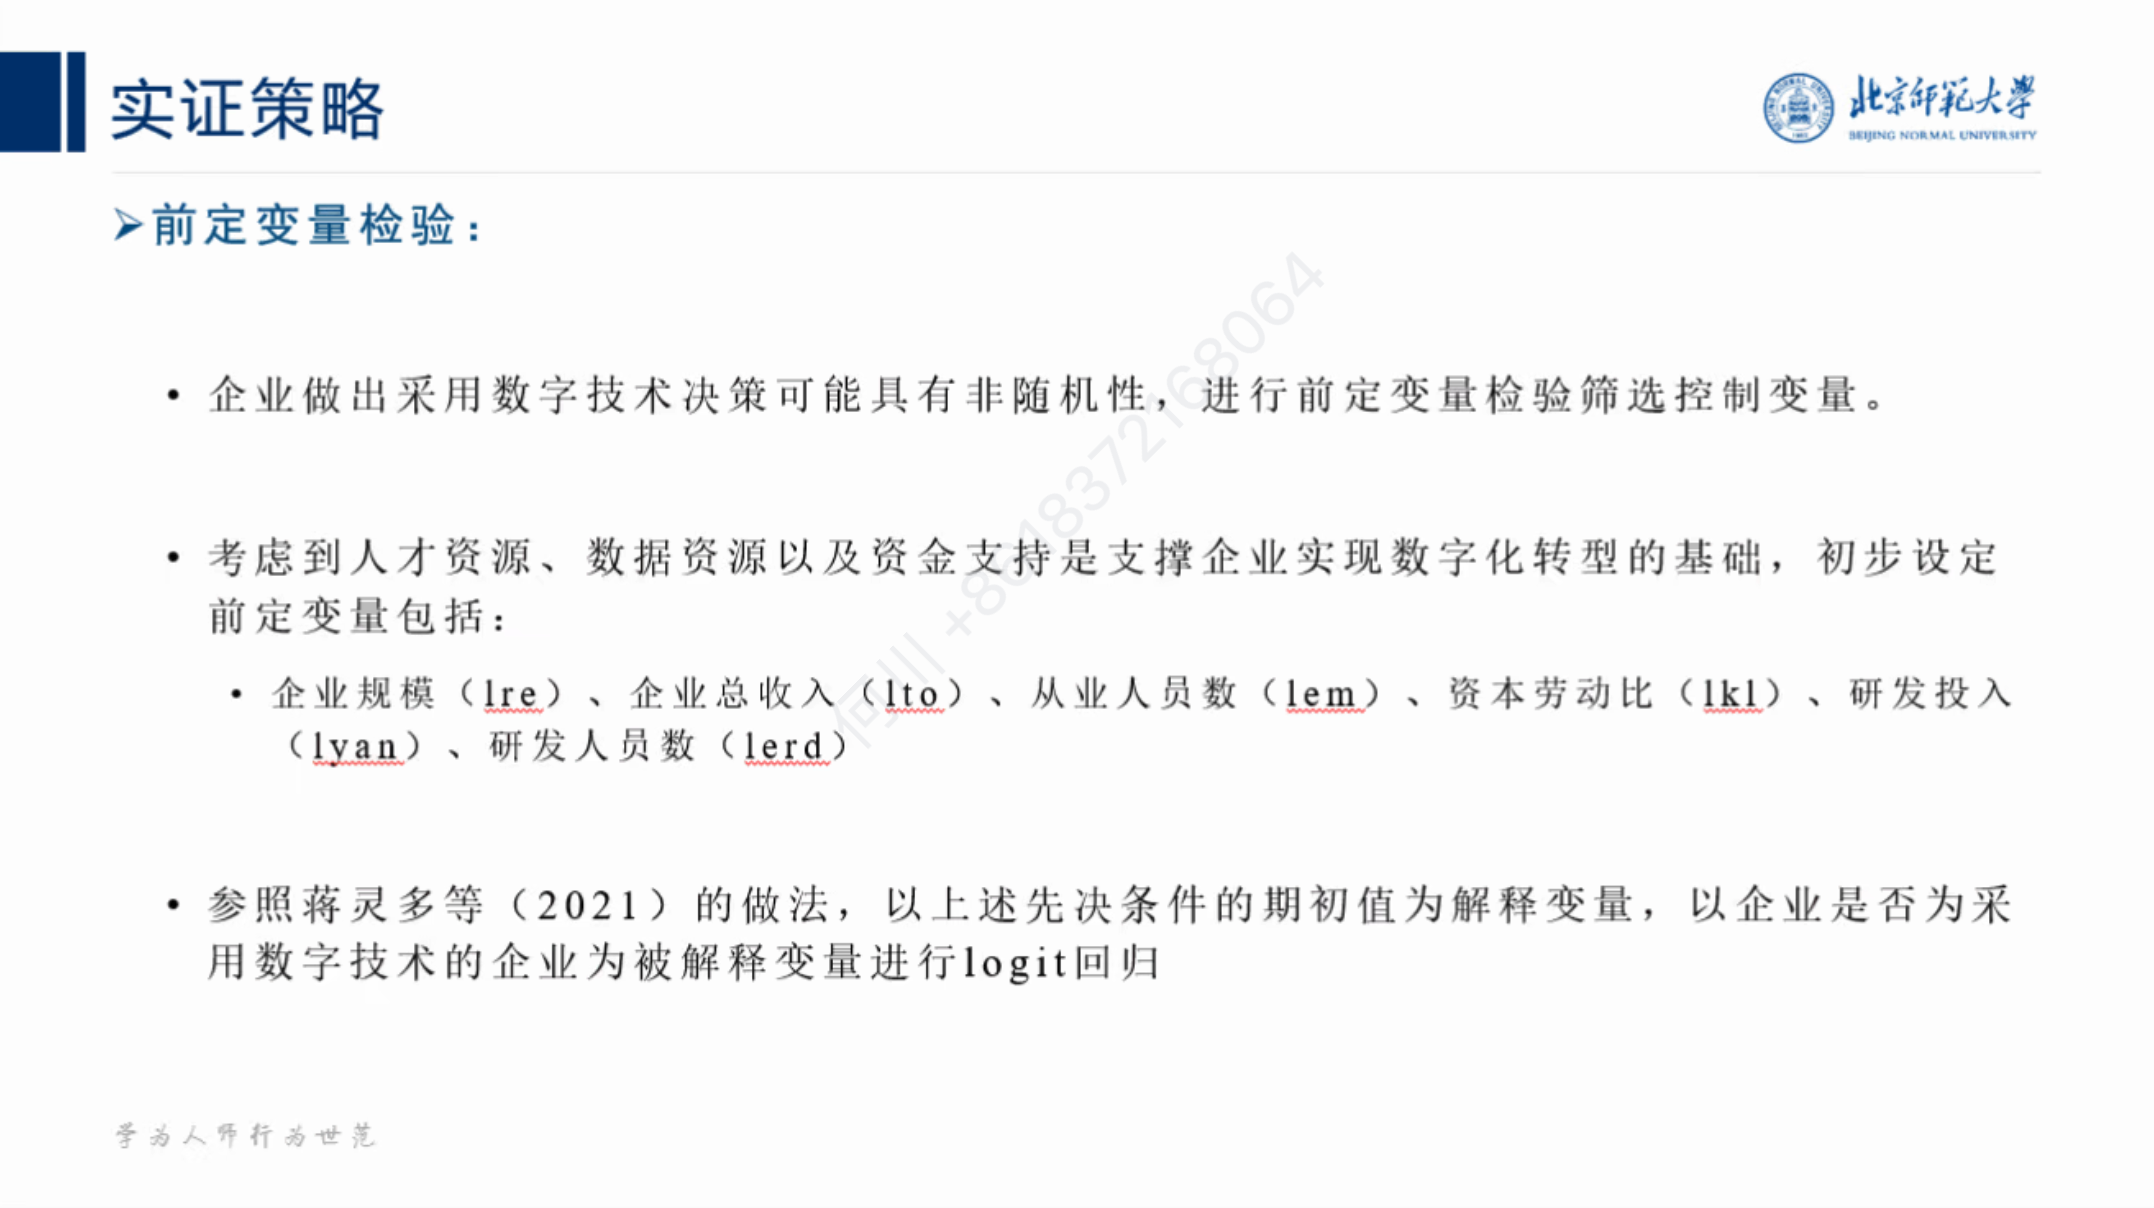 实证策略
北京师范大学
BEIJING NORMAL UNIVERSITY
前定变量检验：
• 企业做出采用数字技术决策可能具有非随机性，进行前定变量检验筛选控制变量。
• 考虑到人才资源、数据资源以及资金支持是支撑企业实现数字化转型的基础，初步设定
前定变量包括：
• 企业规模（lre）、企业总收入（lto）、从业人员数（lem）、资本劳动比（lkl）、研发投入
（lyan）、研发人员数（lerd）
• 参照蒋灵多等（2021）的做法，以上述先决条件的期初值为解释变量，以企业是否为采
用数字技术的企业为被解释变量进行logit回归
学为人师行为世范
何川 +8618372168064